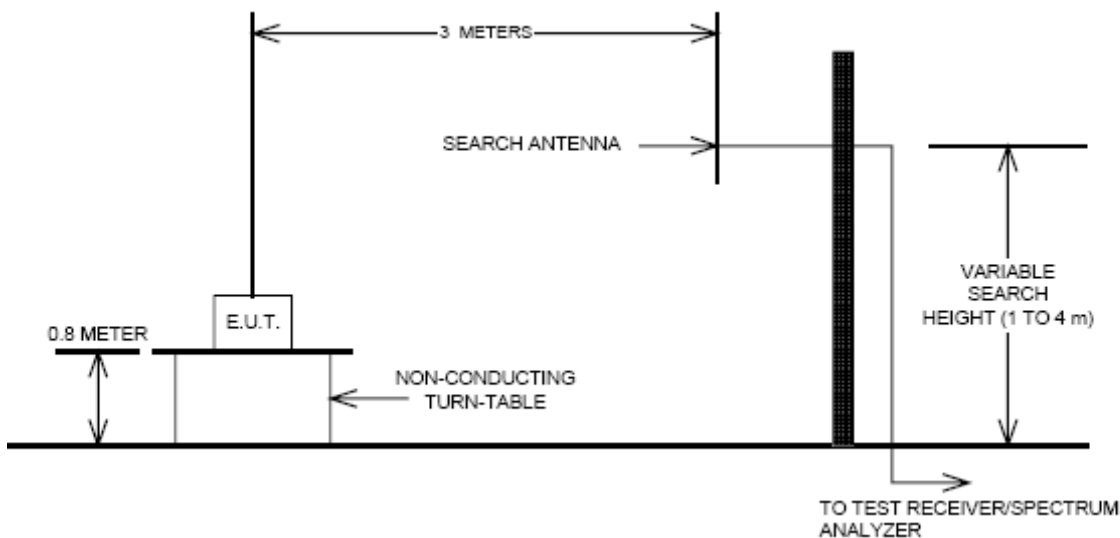 3 METERS
SEARCH ANTENNA
VARIABLE
SEARCH
HEIGHT (1 TO 4 m)
E.U.T.
0.8 METER
NON-CONDUCTING
TURN-TABLE
TO TEST RECEIVER/SPECTRUM
ANALYZER